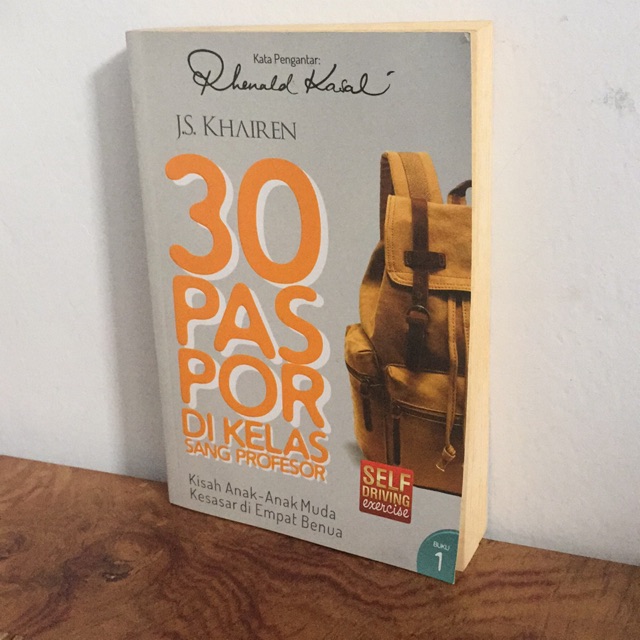 Kata Pengantar:
Rhenald Kasali
J.S. KHAIREN
30
PAS
POR
DI KELAS
SANG PROFESOR
Kisah Anak-Anak Muda
Kesasar di Empat Benua
SELF
DRIVING
exercise
BUKU
1